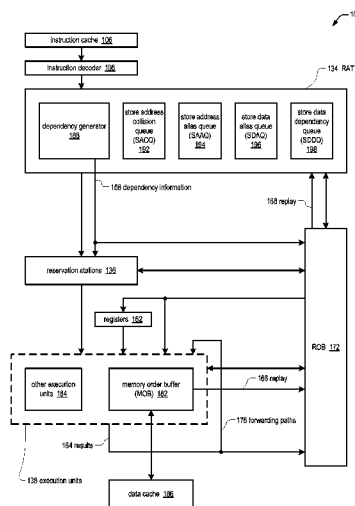 10
instruction cache 106
instruction decoder 108
134 RAT
dependency generator 188
store address collision queue (SACQ) 192
store address alias queue (SAAQ) 194
store data alias queue (SDAQ) 196
store data dependency queue (SDDQ) 198
158 dependency information
168 replay
reservation stations 136
registers 162
ROB 172
other execution units 184
memory order buffer (MOB) 182
166 replay
176 forwarding paths
164 results
138 execution units
data cache 186